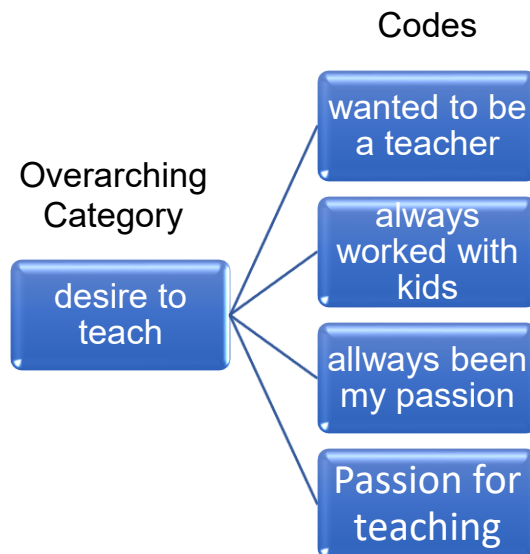 Codes
wanted to be
a teacher
Overarching
Category
always
worked with
kids
desire to
teach
allways been
my passion
Passion for
teaching